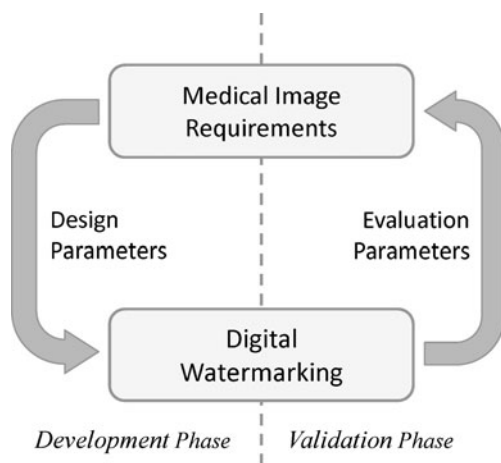 Medical Image
Requirements
Design
Parameters
Evaluation
Parameters
Digital
Watermarking
Development Phase
Validation Phase